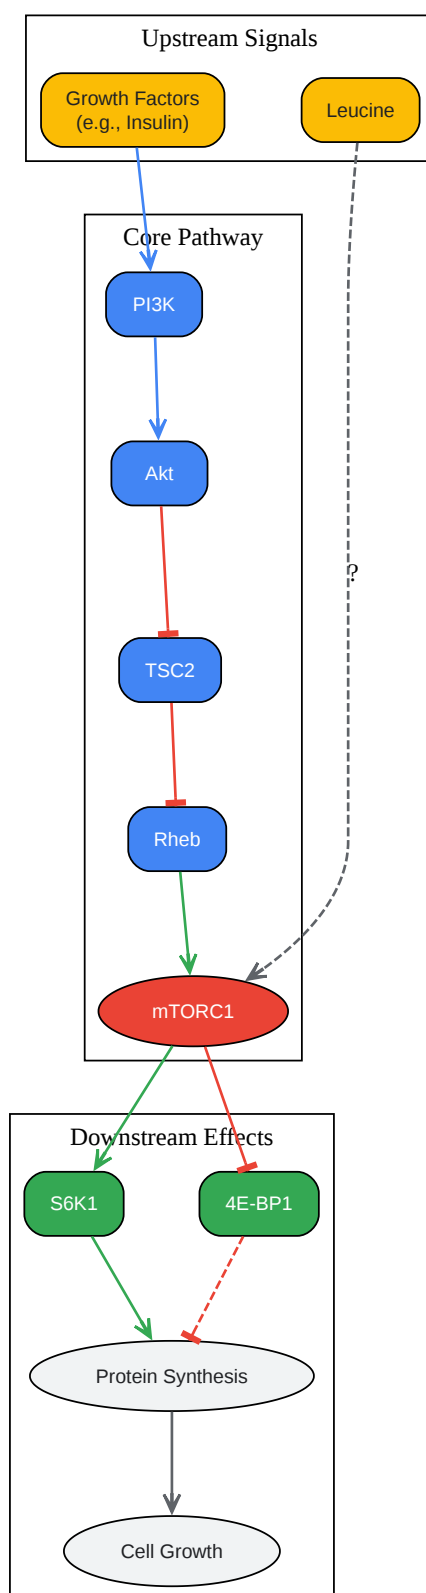 Upstream Signals
Growth Factors
(e.g., Insulin)
Leucine
Core Pathway
PI3K
Akt
?
TSC2
Rheb
mTORC1
Downstream Effects
S6K1
4E-BP1
Protein Synthesis
Cell Growth